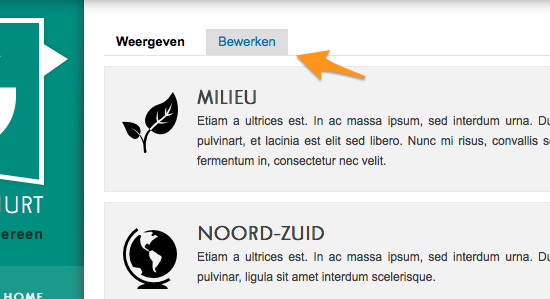 Weergeven Bewerken
MILIEU
Etiam a ultrices est. In ac massa ipsum, sed interdum urna. Du
pulvinart, et lacinia est elit sed libero. Nunc mi risus, convallis se
fermentum in, consectetur nec velit.
URT
ereen
NOORD-ZUID
Etiam a ultrices est. In ac massa ipsum, sed interdum urna. Du
pulvinar, ligula sit amet interdum scelerisque.
HOME